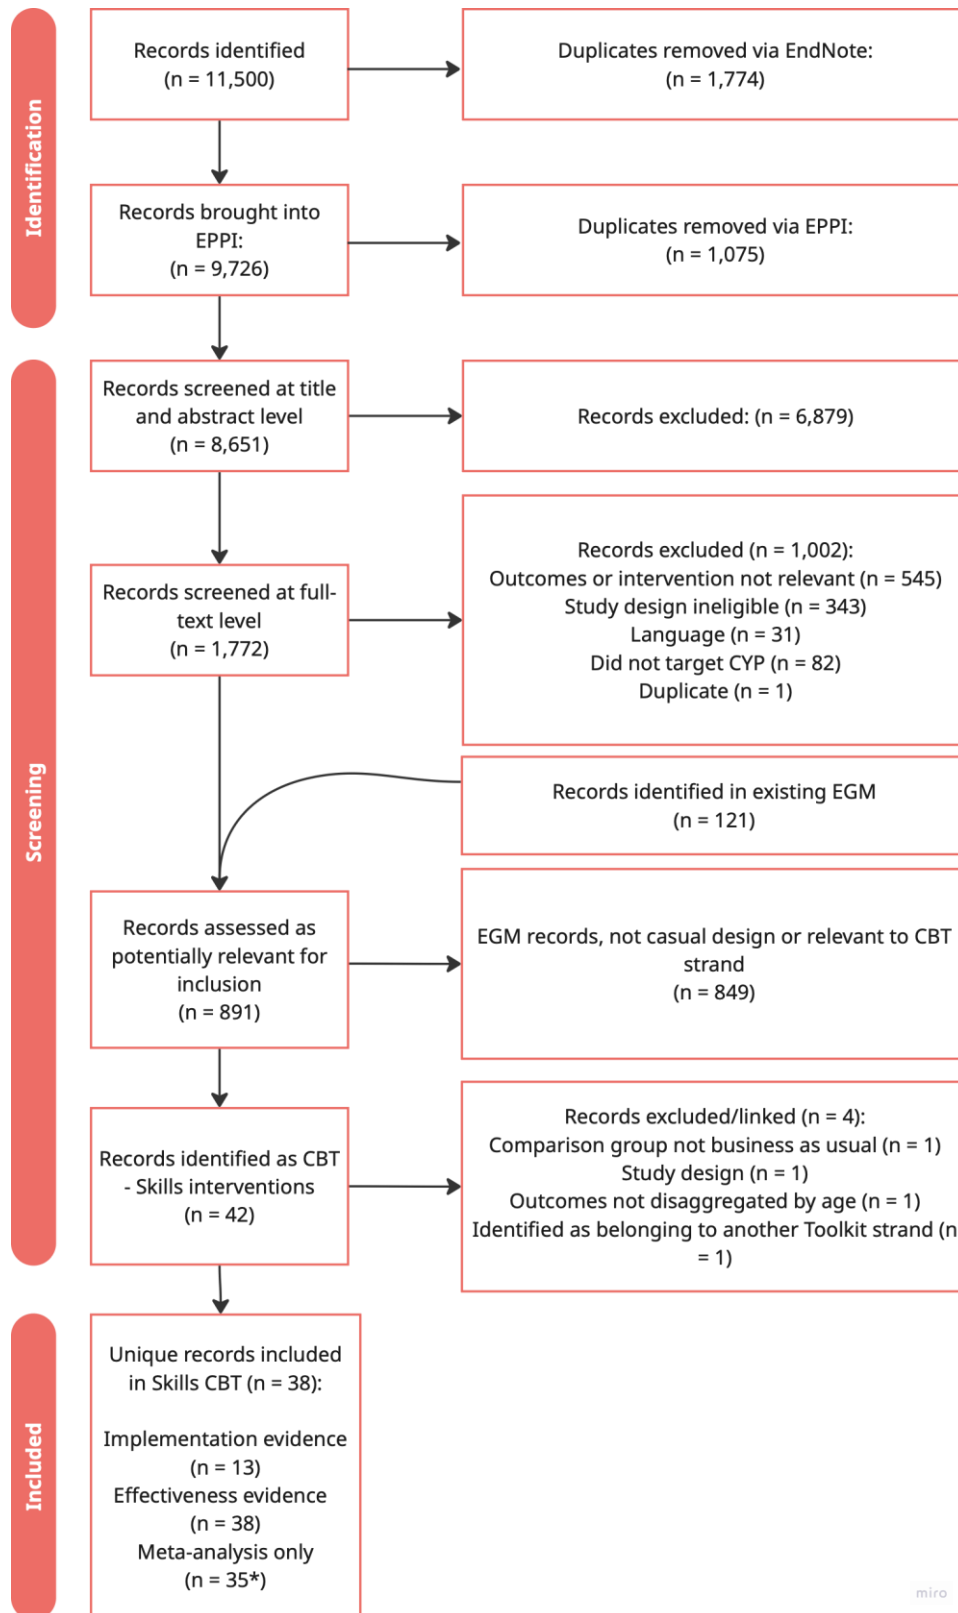 Identification
Records identified
(n = 11,500)
Duplicates removed via EndNote:
(n = 1,774)
Records brought into
EPPI:
(n = 9,726)
Duplicates removed via EPPI:
(n = 1,075)
Screening
Records screened at title
and abstract level
(n = 8,651)
Records excluded: (n = 6,879)
Records screened at full-
text level
(n = 1,772)
Records excluded (n = 1,002):
Outcomes or intervention not relevant (n = 545)
Study design ineligible (n = 343)
Language (n = 31)
Did not target CYP (n = 82)
Duplicate (n = 1)
Records identified in existing EGM
(n = 121)
Records assessed as
potentially relevant for
inclusion
(n = 891)
EGM records, not casual design or relevant to CBT
strand
(n = 849)
Records identified as CBT
- Skills interventions
(n = 42)
Records excluded/linked (n = 4):
Comparison group not business as usual (n = 1)
Study design (n = 1)
Outcomes not disaggregated by age (n = 1)
Identified as belonging to another Toolkit strand (n
= 1)
Included
Unique records included
in Skills CBT (n = 38):
Implementation evidence
(n = 13)
Effectiveness evidence
(n = 38)
Meta-analysis only
(n = 35*)
miro